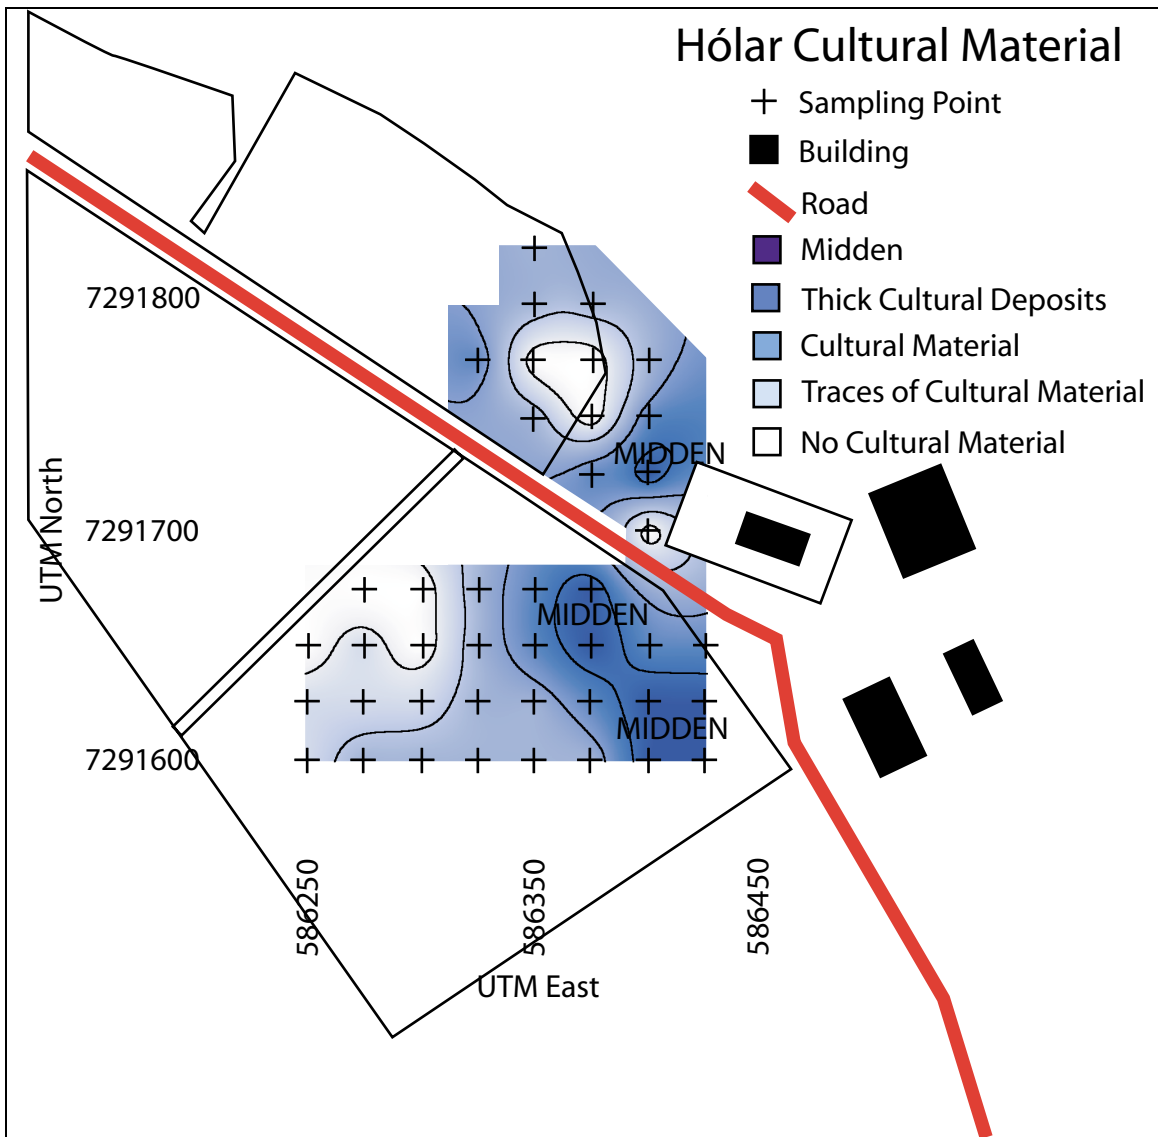 Hólar Cultural Material
Sampling Point
Building
Road
Midden
Thick Cultural Deposits
Cultural Material
Traces of Cultural Material
No Cultural Material
7291800
7291700
7291600
UTM North
MIDDEN
MIDDEN
MIDDEN
586250
586350
586450
UTM East